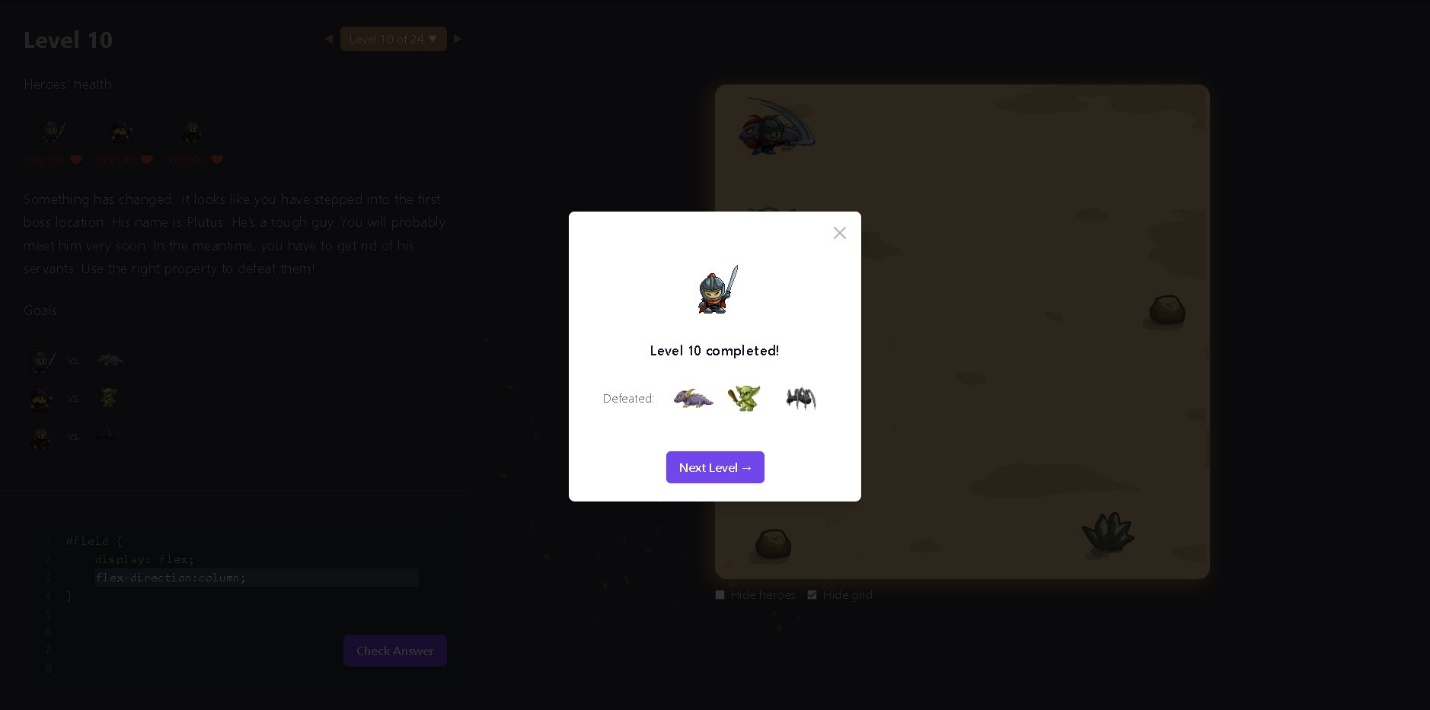 Level 10
Level 10 of 24 ▼
Heroes' health...
Something has changed...it looks like you have stepped into the first
boss location. His name is Plutus. He's a tough guy. You will probably
meet him very soon. In the meantime, you have to get rid of his
servants. Use the right property to defeat them!
Goals
vs.
vs.
vs.
1 #field {
2 display: flex;
3 flex-direction:column;
4 }
5
6
7
8
Check Answer
Level 10 completed!
Defeated:
Next Level →
Hide heroes
Hide grid